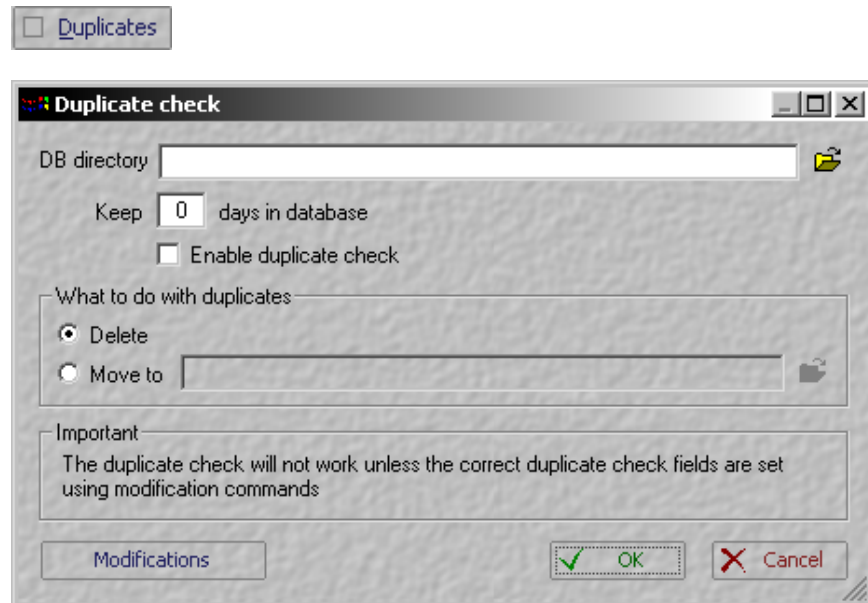 Duplicates
Duplicate check
DB directory
Keep 0 days in database
Enable duplicate check
What to do with duplicates
Delete
Move to
Important
The duplicate check will not work unless the correct duplicate check fields are set
using modification commands
Modifications OK Cancel